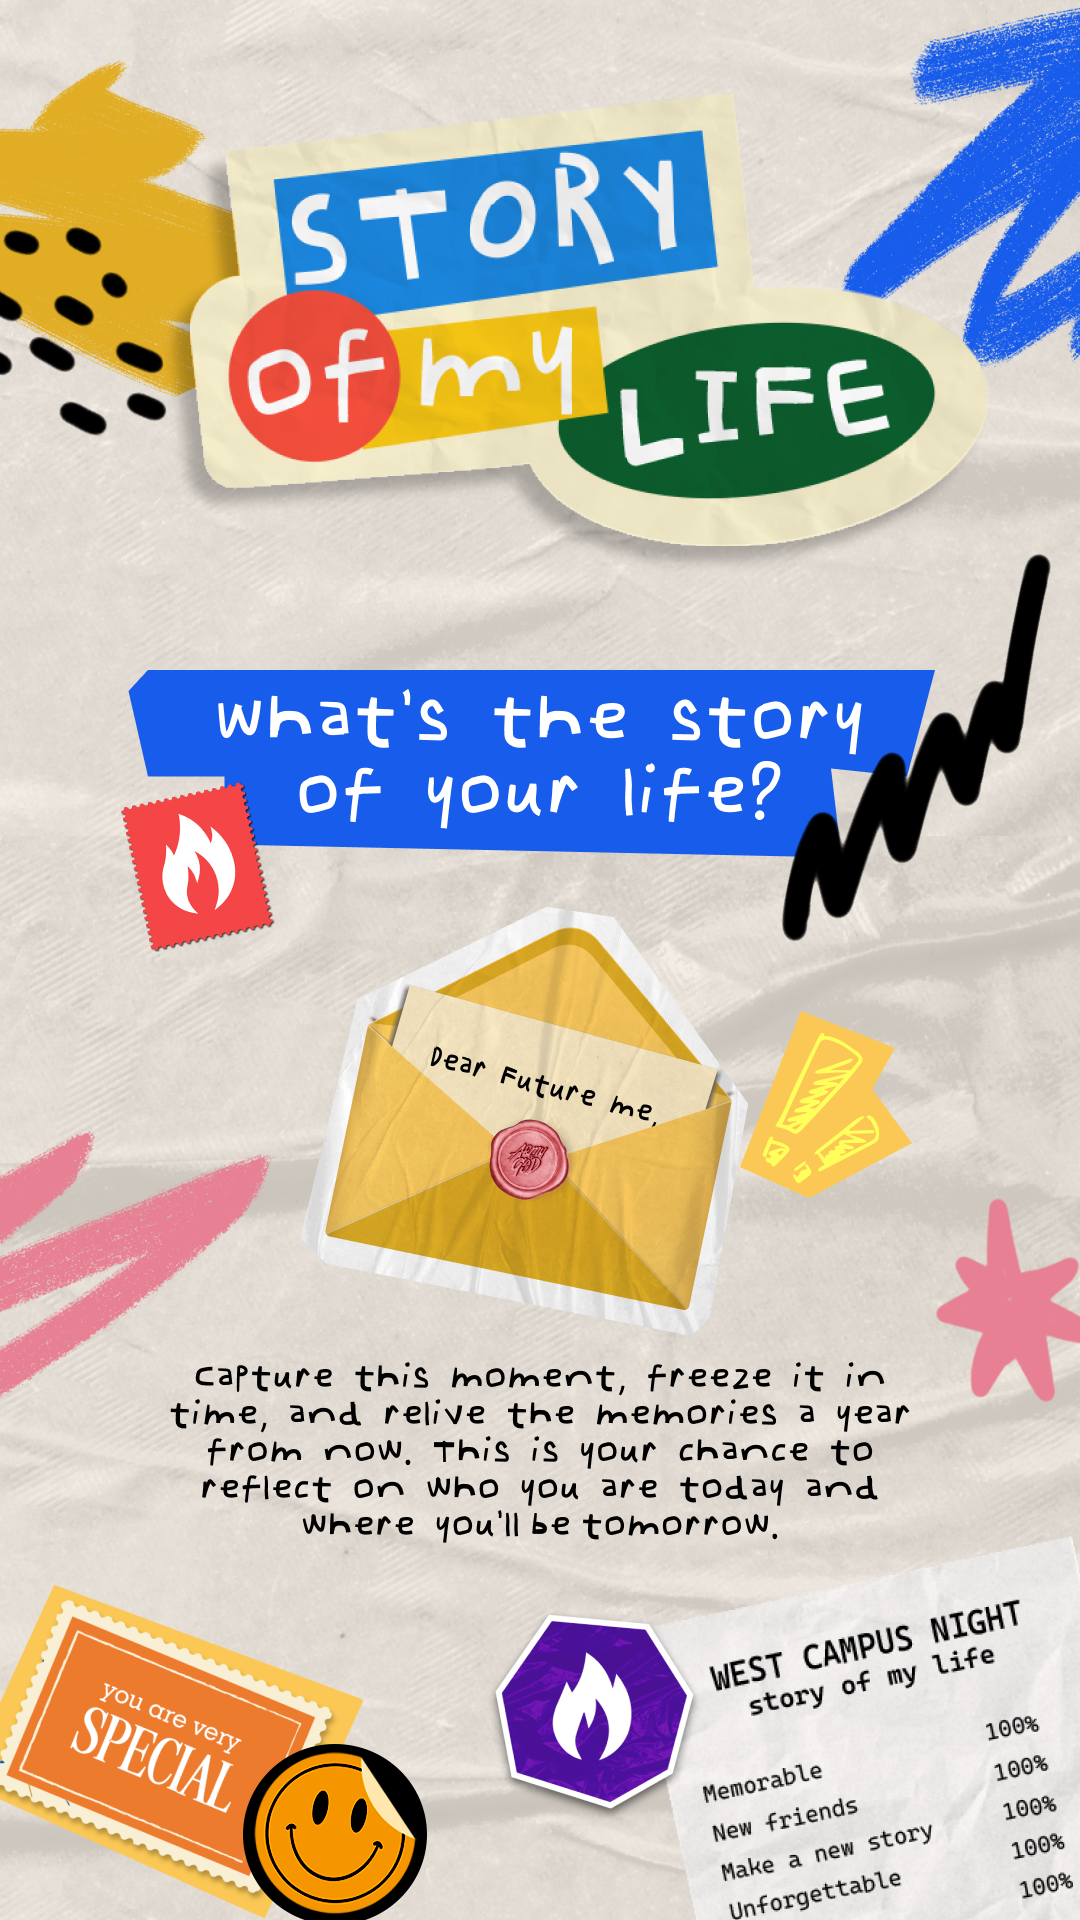 STORY
of my
LIFE
What's the story
of your life?
Dear Future me,
Capture this moment, freeze it in
time, and relive the memories a year
from now. This is your chance to
reflect on who you are today and
where you'll be tomorrow.
you are very
SPECIAL
WEST CAMPUS NIGHT
story of my life
100%
Memorable 100%
New friends 100%
Make a new story 100%
Unforgettable 100%